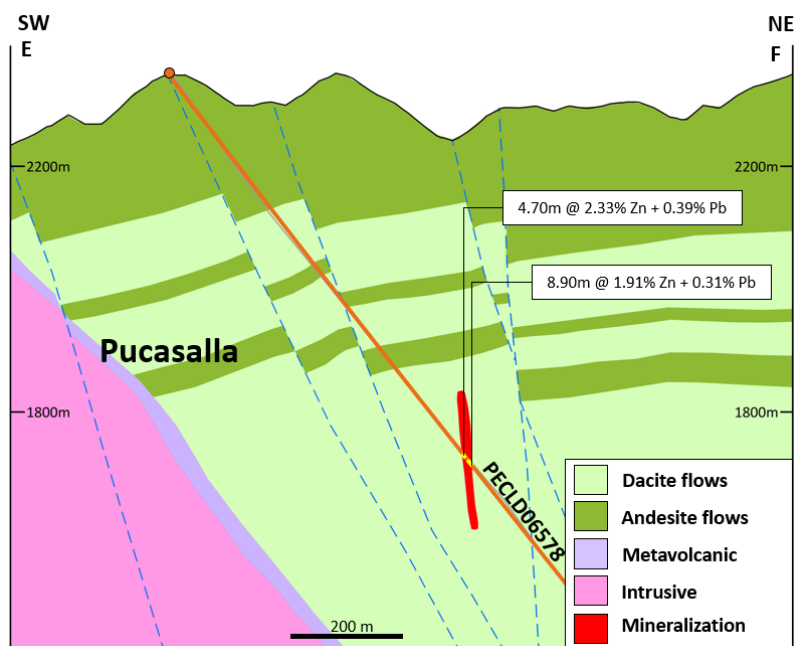 SW
E
NE
F
2200m
2200m
4.70m @ 2.33% Zn + 0.39% Pb
8.90m @ 1.91% Zn + 0.31% Pb
Pucasalla
1800m
1800m
PECLD06578
Dacite flows
Andesite flows
Metavolcanic
Intrusive
Mineralization
200 m